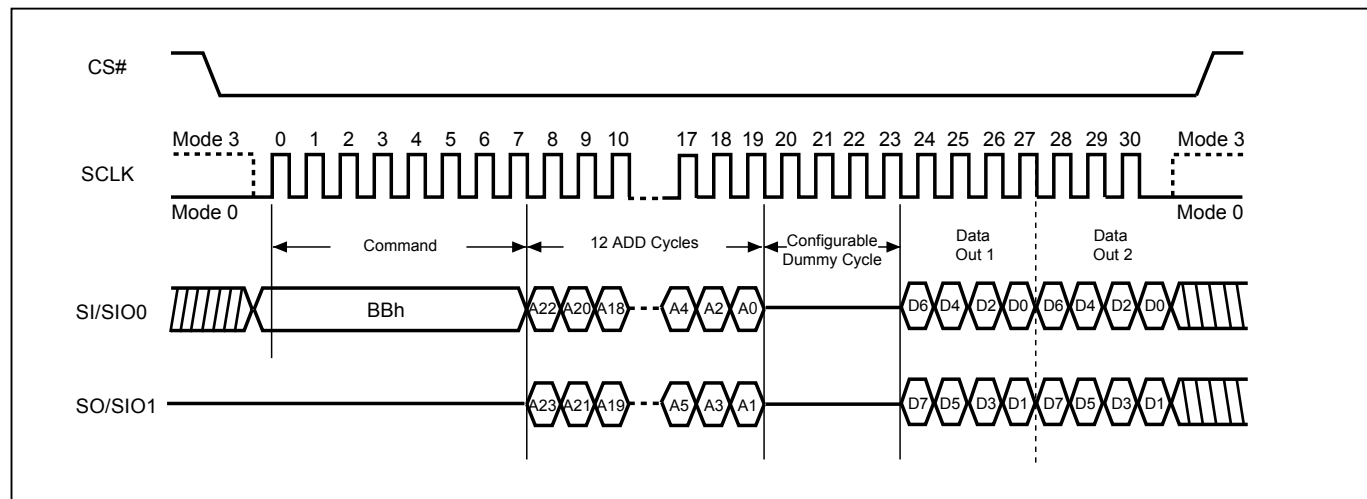 CS#
Mode 3 0 1 2 3 4 5 6 7 8 9 10 17 18 19 20 21 22 23 24 25 26 27 28 29 30 Mode 3
SCLK
Mode 0 Mode 0
Command 12 ADD Cycles Configurable Dummy Cycle Data Out 1 Data Out 2
SI/SIO0 BBh A22 A20 A18 A4 A2 A0 D6 D4 D2 D0 D6 D4 D2 D0
SO/SIO1 A23 A21 A19 A5 A3 A1 D7 D5 D3 D1 D7 D5 D3 D1